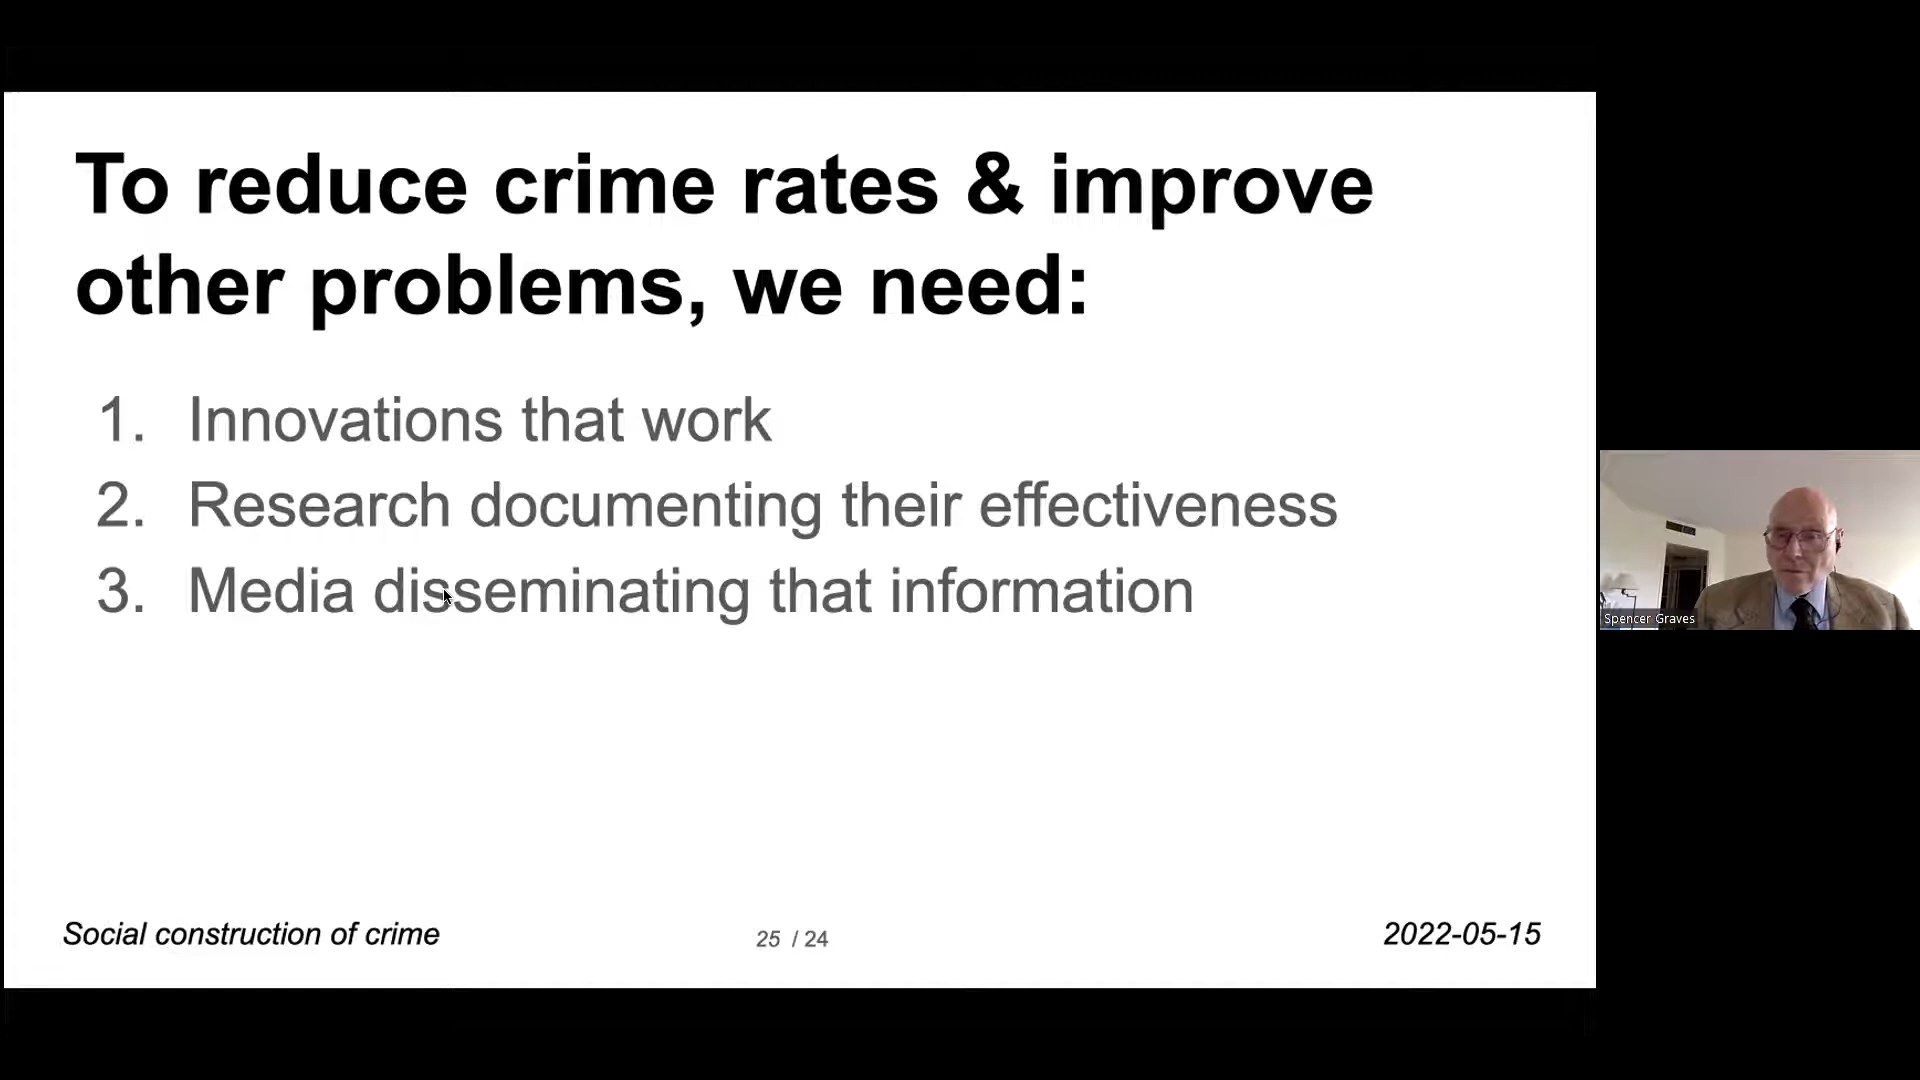 To reduce crime rates & improve
other problems, we need:
1. Innovations that work
2. Research documenting their effectiveness
3. Media disseminating that information
Spencer Graves
Social construction of crime
25 / 24
2022-05-15